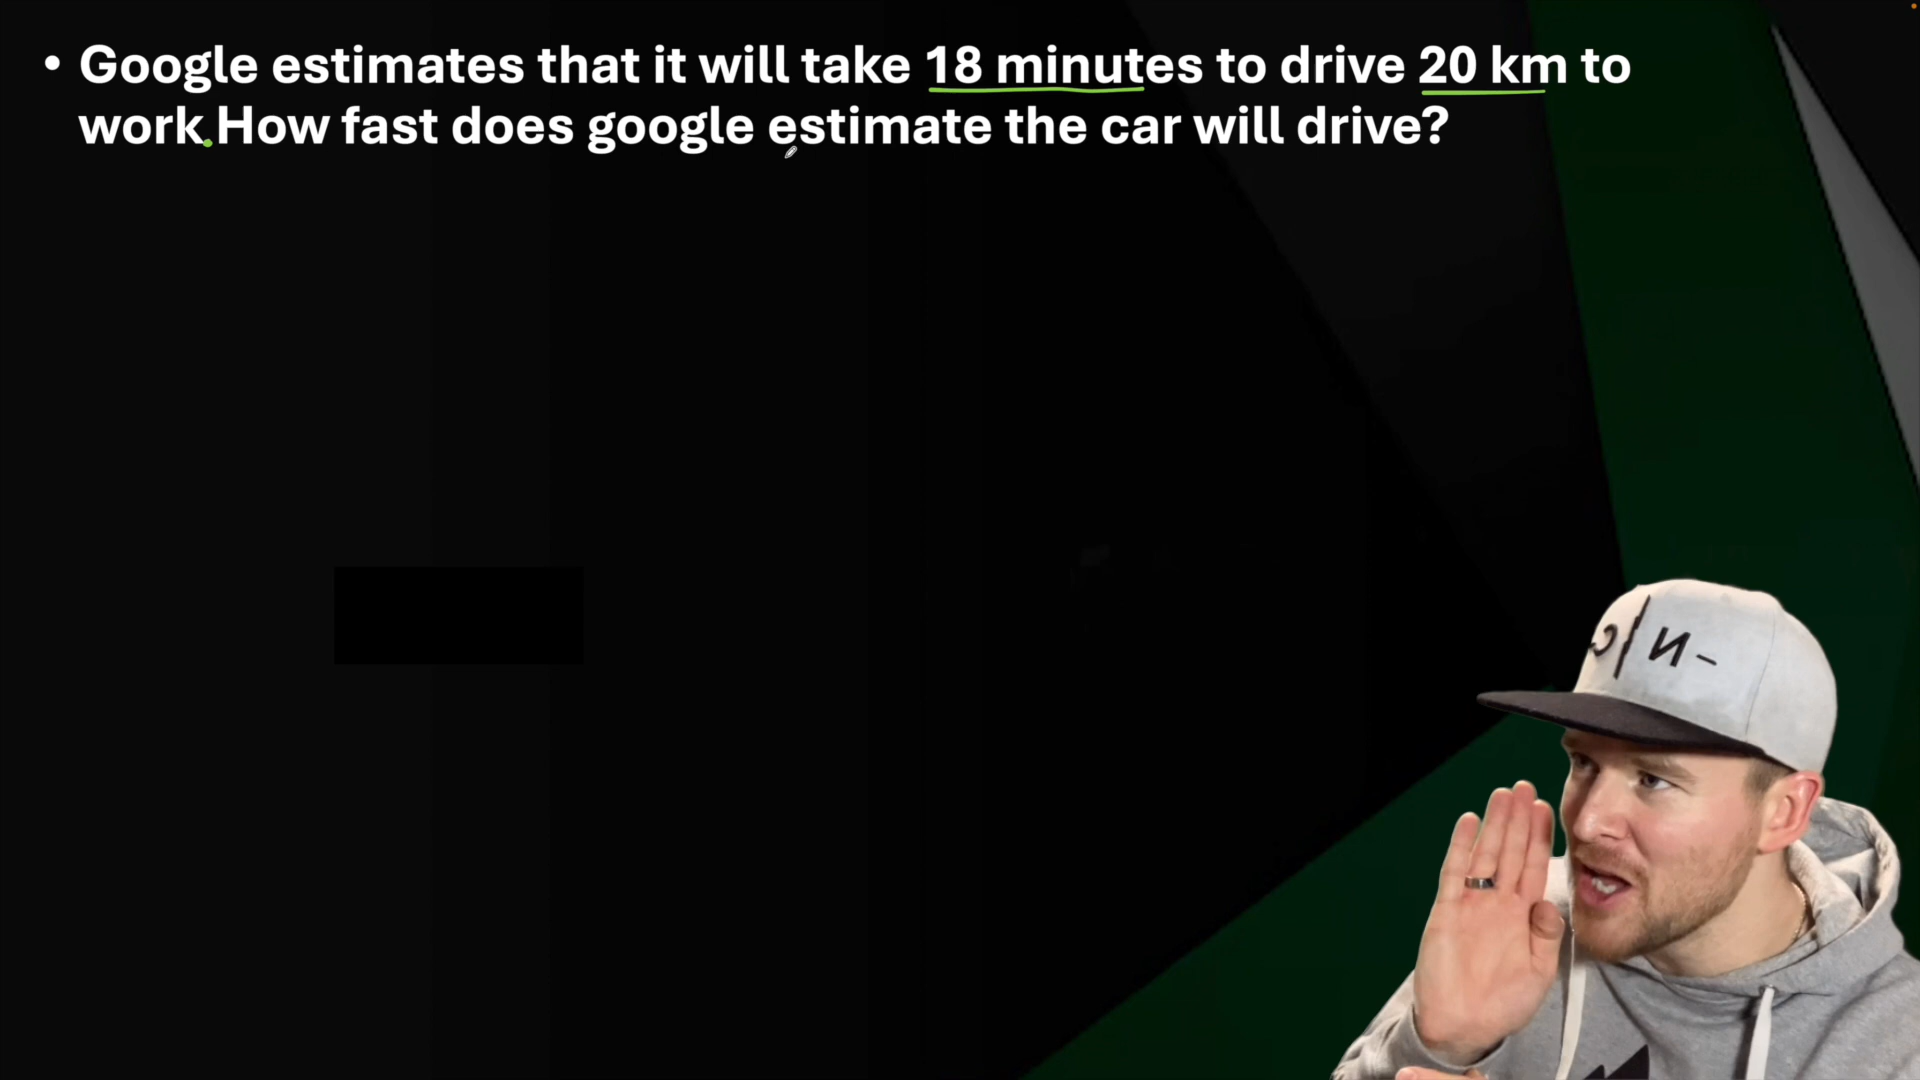 • Google estimates that it will take 18 minutes to drive 20 km to
work.How fast does google estimate the car will drive?